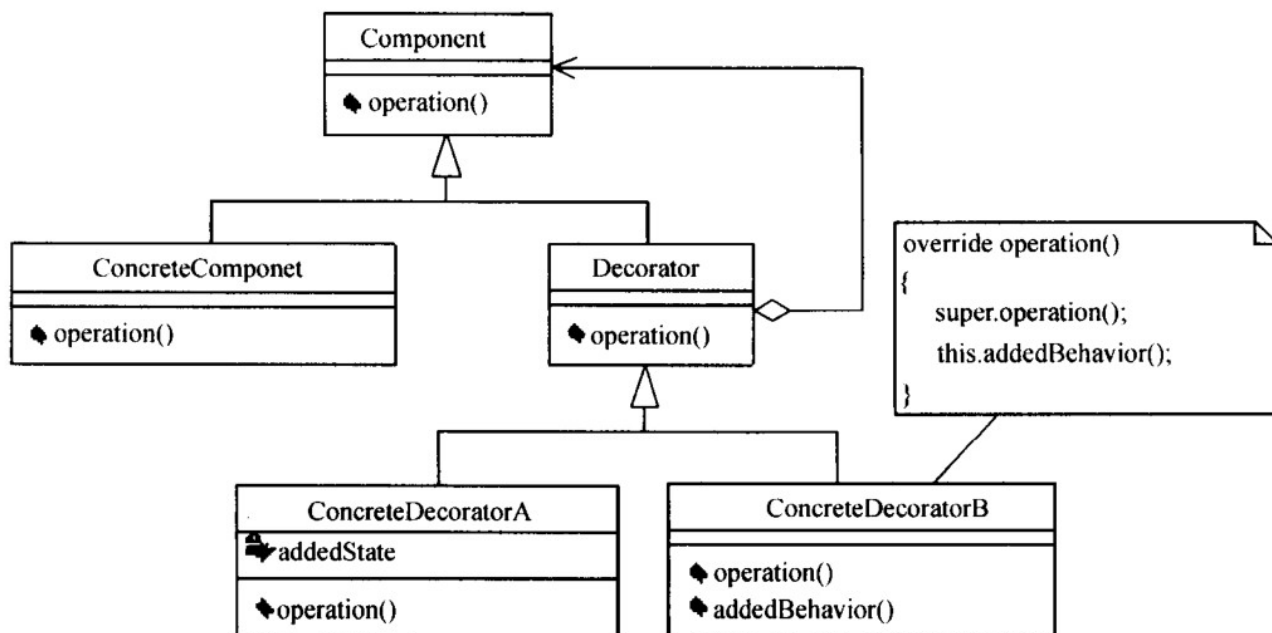 Component
operation()
ConcreteComponet
operation()
Decorator
operation()
override operation()
{
super.operation();
this.addedBehavior();
}
ConcreteDecoratorA
addedState
operation()
ConcreteDecoratorB
operation()
addedBehavior()